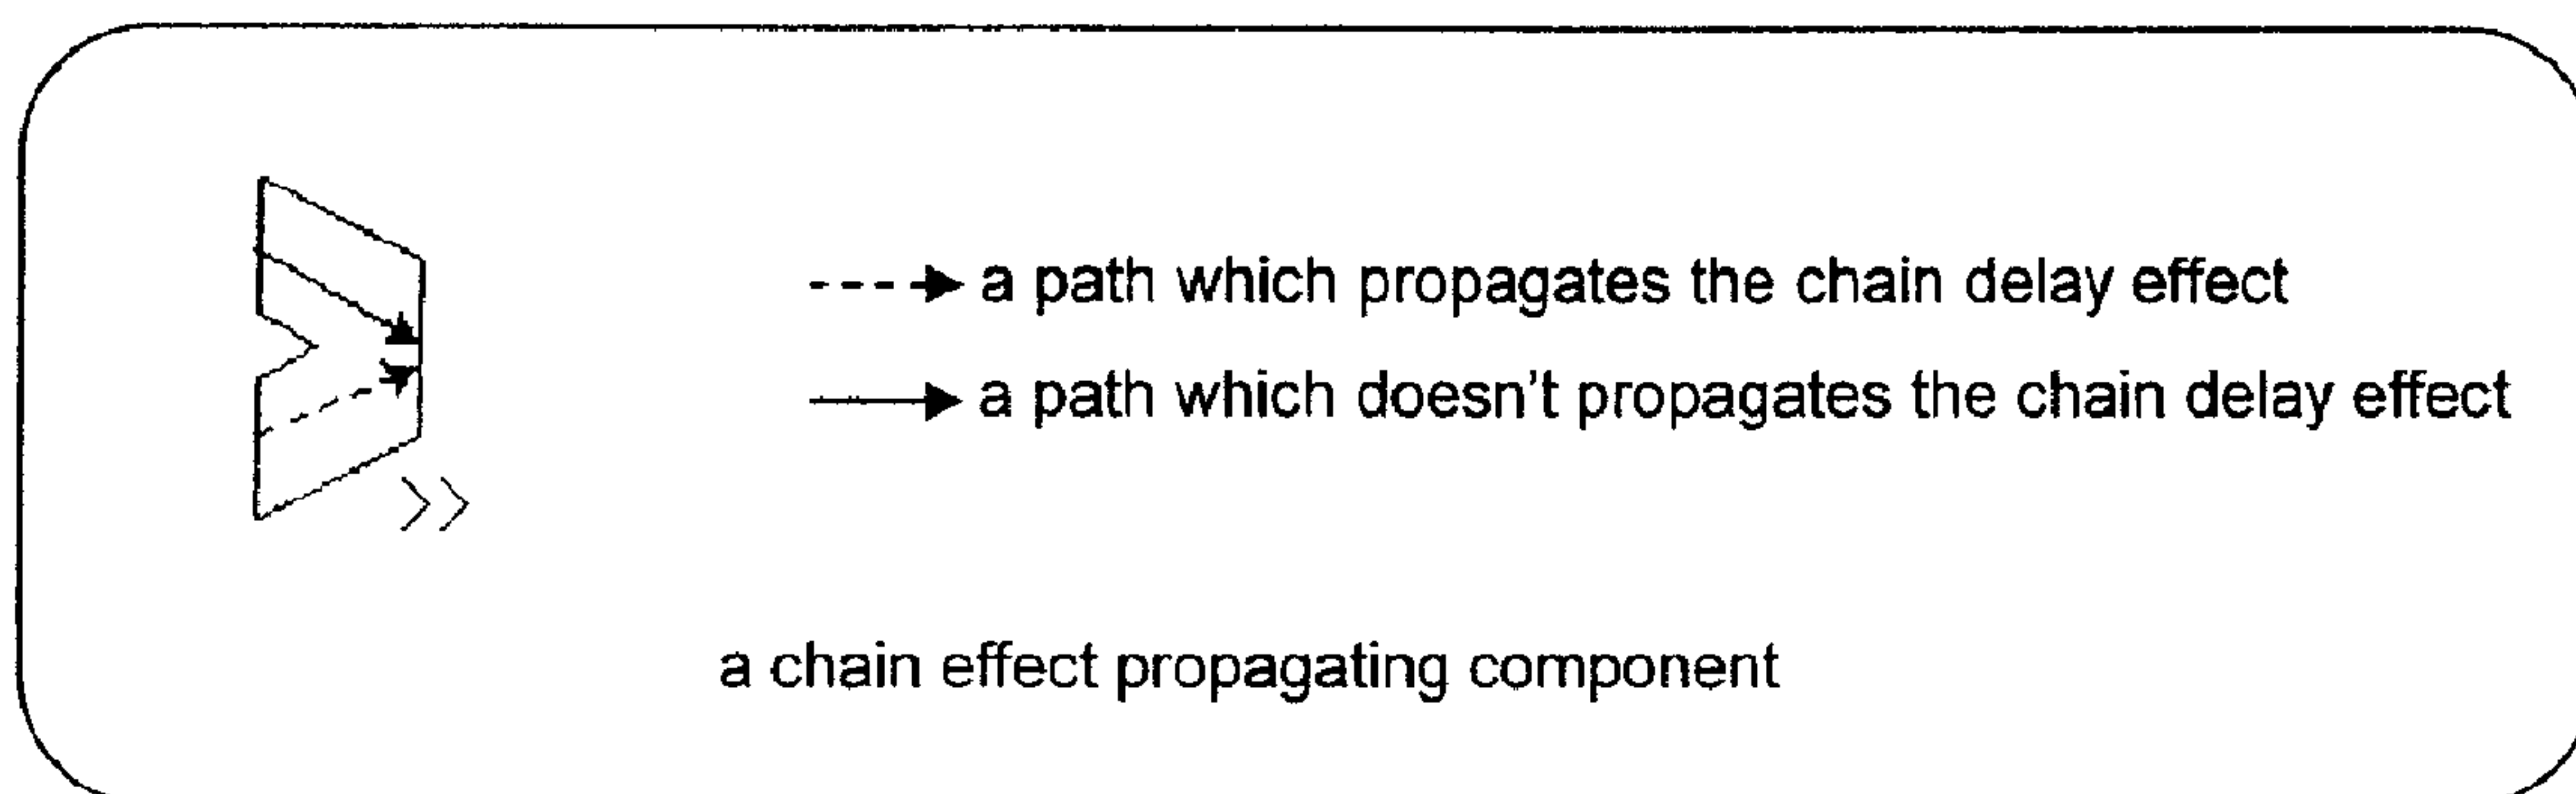 a path which propagates the chain delay effect
a path which doesn't propagates the chain delay effect
a chain effect propagating component